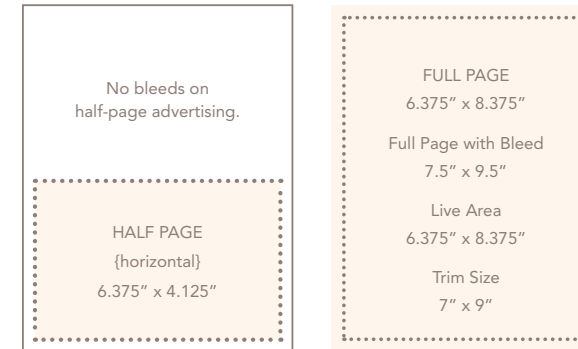 No bleeds on
half-page advertising.
HALF PAGE
{horizontal}
6.375” x 4.125”
FULL PAGE
6.375” x 8.375”
Full Page with Bleed
7.5” x 9.5”
Live Area
6.375” x 8.375”
Trim Size
7” x 9”